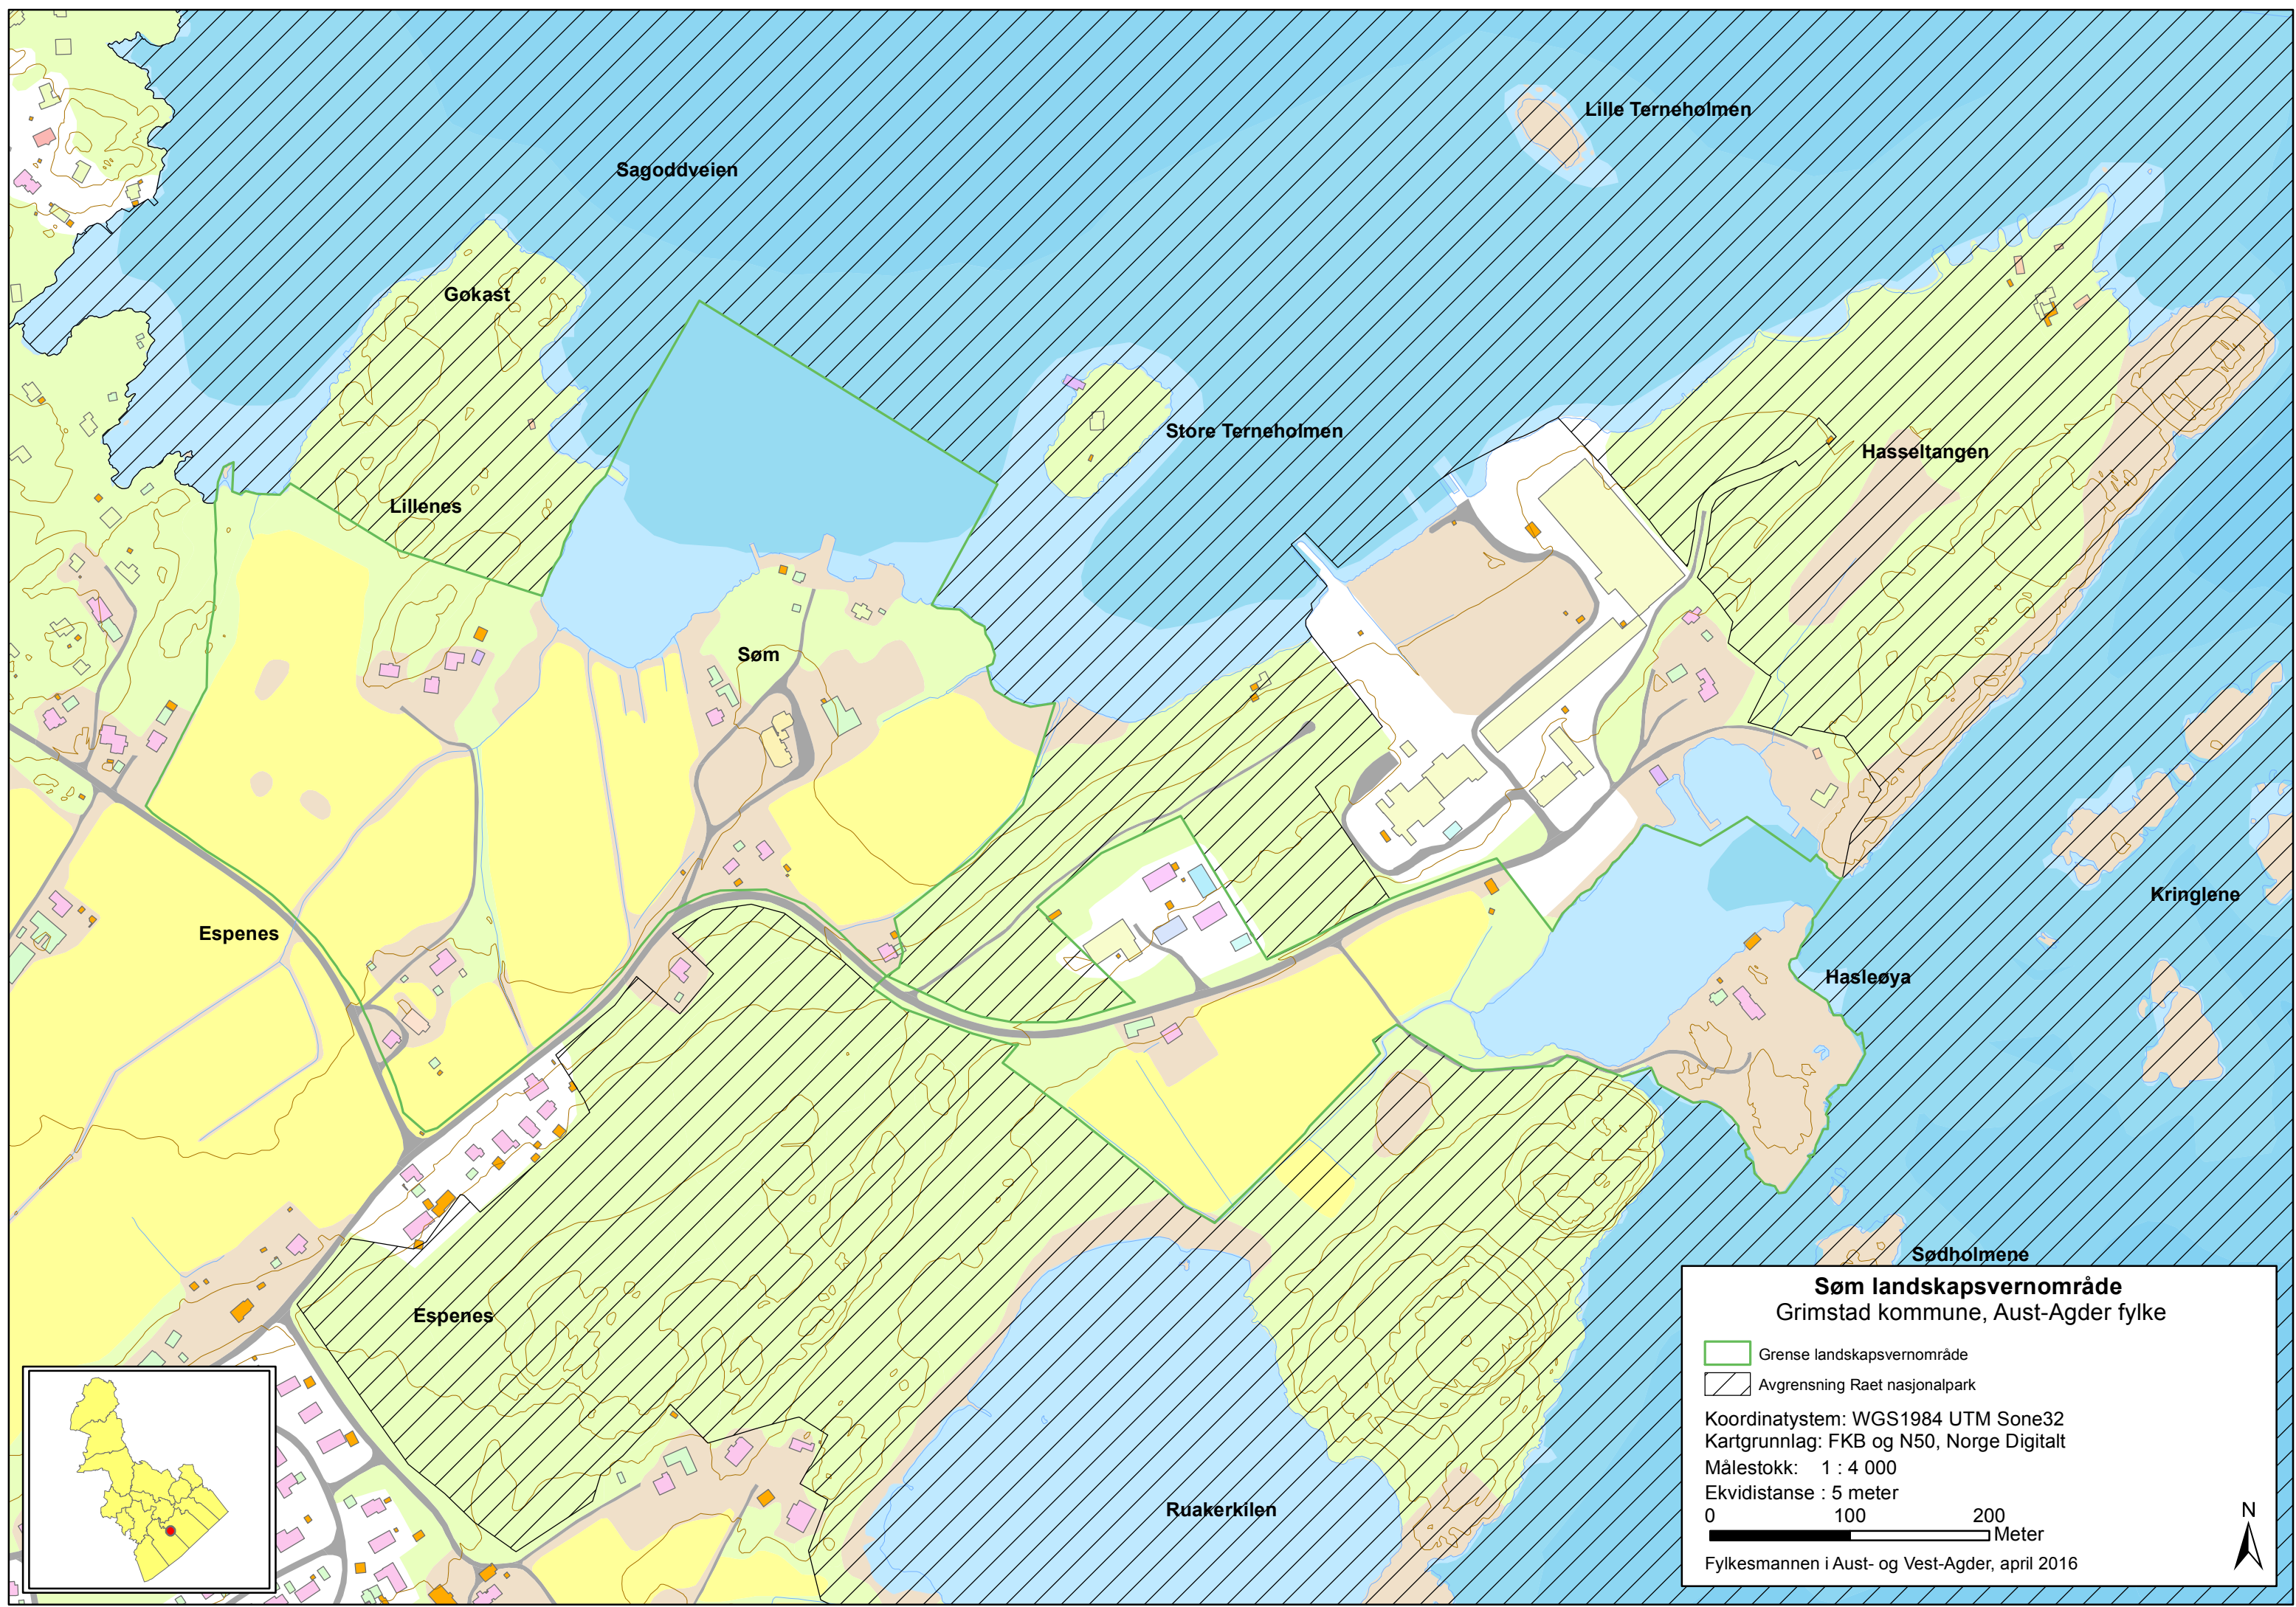 Lille Terneholmen
Sagoddveien
Gøkast
Store Terneholmen
Hasseltangen
Lillenes
Søm
Kringlene
Espenes
Hasleøya
Sødholmene
Espenes
Ruakerkilen
Søm landskapsvernområde
Grimstad kommune, Aust-Agder fylke
Grense landskapsvernområde
Avgrensning Raet nasjonalpark
Koordinatystem: WGS1984 UTM Sone32
Kartgrunnlag: FKB og N50, Norge Digitalt
Målestokk: 1 : 4 000
Ekvidistanse : 5 meter
0 100 200
Meter
N
Fylkesmannen i Aust- og Vest-Agder, april 2016